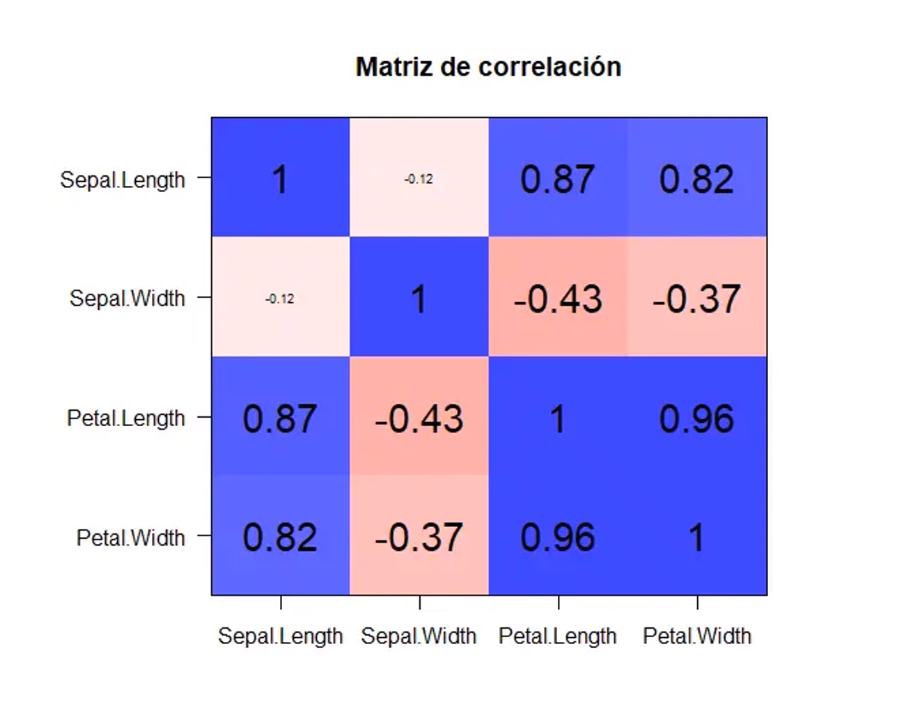 Matriz de correlación
Sepal.Length 1 -0.12 0.87 0.82
Sepal.Width -0.12 1 -0.43 -0.37
Petal.Length 0.87 -0.43 1 0.96
Petal.Width 0.82 -0.37 0.96 1
Sepal.Length Sepal.Width Petal.Length Petal.Width